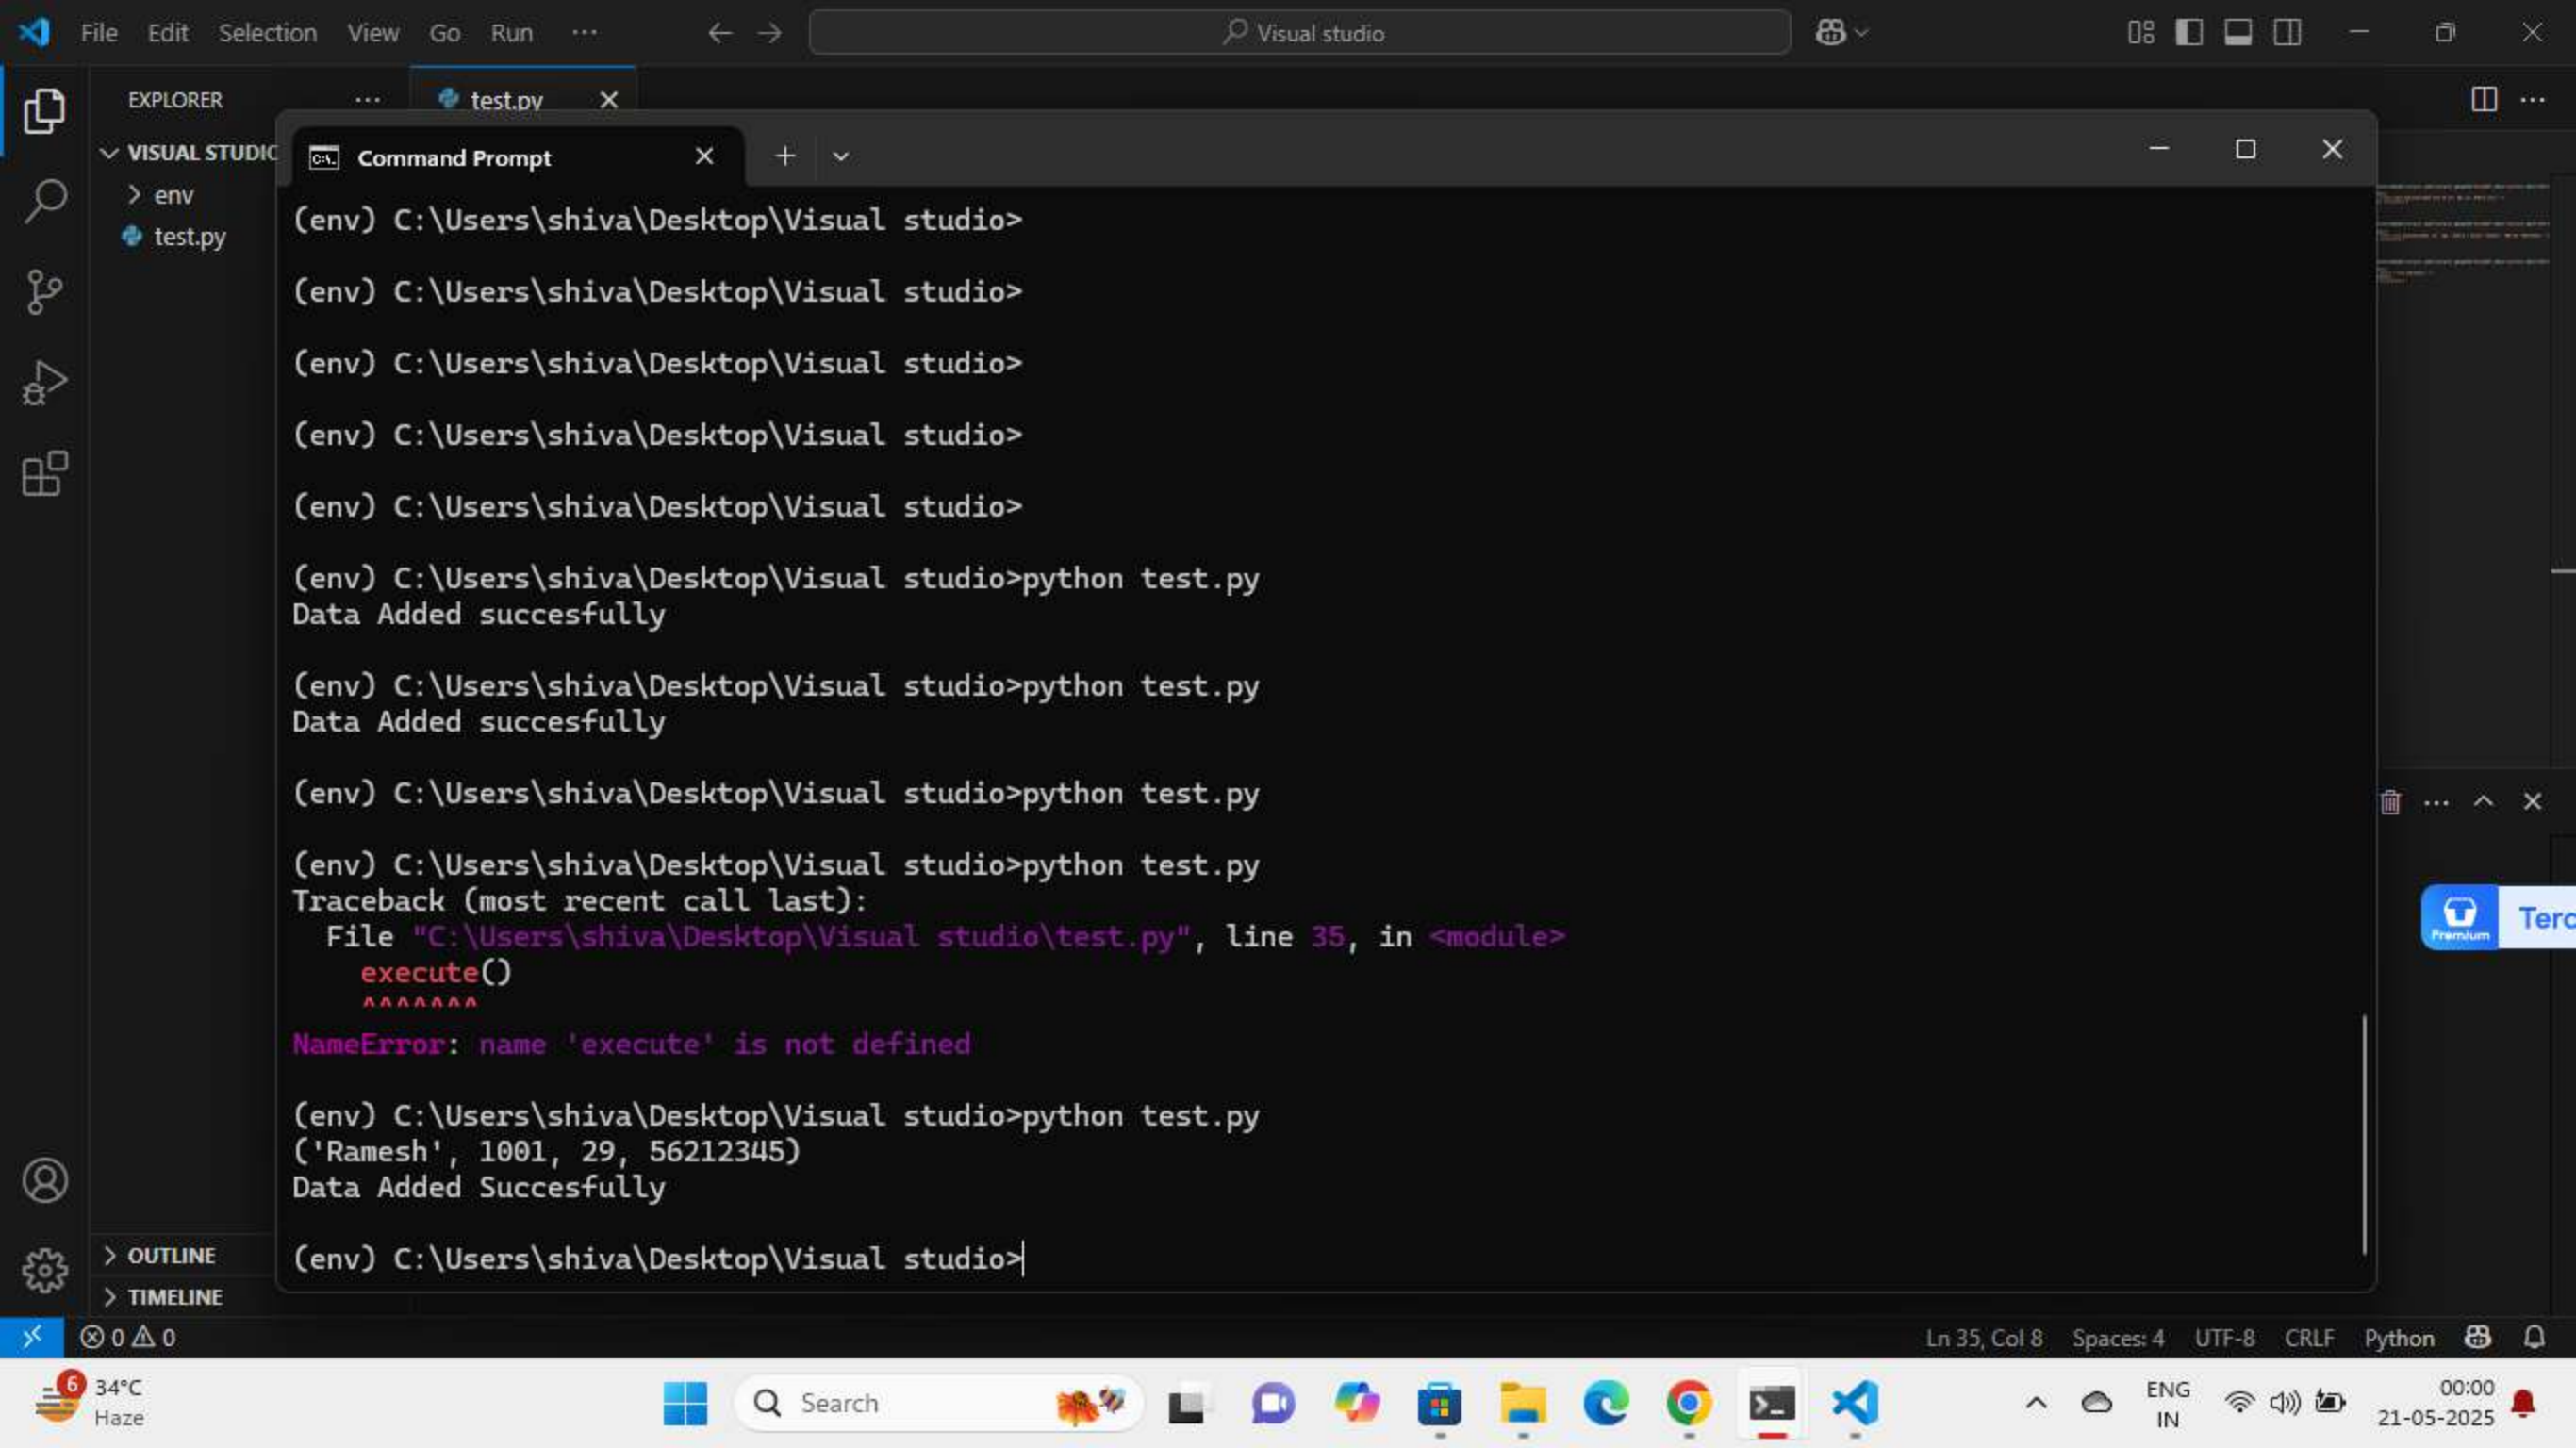 File Edit Selection View Go Run ··· Visual studio
EXPLORER ··· test.py
VISUAL STUDIO
env
test.py
Command Prompt
(env) C:\Users\shiva\Desktop\Visual studio>
(env) C:\Users\shiva\Desktop\Visual studio>
(env) C:\Users\shiva\Desktop\Visual studio>
(env) C:\Users\shiva\Desktop\Visual studio>
(env) C:\Users\shiva\Desktop\Visual studio>
(env) C:\Users\shiva\Desktop\Visual studio>python test.py
Data Added succesfully
(env) C:\Users\shiva\Desktop\Visual studio>python test.py
Data Added succesfully
(env) C:\Users\shiva\Desktop\Visual studio>python test.py
(env) C:\Users\shiva\Desktop\Visual studio>python test.py
Traceback (most recent call last):
File "C:\Users\shiva\Desktop\Visual studio\test.py", line 35, in <module>
execute()
^^^^^^^
NameError: name 'execute' is not defined
(env) C:\Users\shiva\Desktop\Visual studio>python test.py
('Ramesh', 1001, 29, 56212345)
Data Added Succesfully
(env) C:\Users\shiva\Desktop\Visual studio>
Premium
Tera
OUTLINE
TIMELINE
0 0 Ln 35, Col 8 Spaces: 4 UTF-8 CRLF Python
6 34°C
Haze
Search
ENG
IN
00:00
21-05-2025